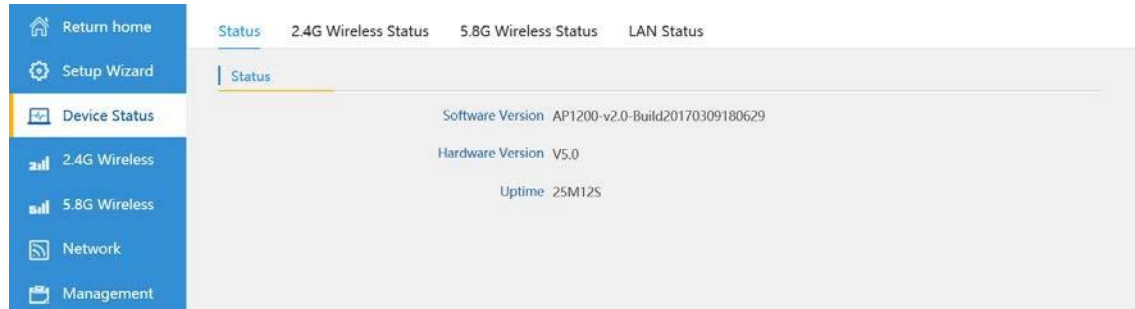 Return home
Setup Wizard
Device Status
2.4G Wireless
5.8G Wireless
Network
Management
Status 2.4G Wireless Status 5.8G Wireless Status LAN Status
Status
Software Version AP1200-v2.0-Build20170309180629
Hardware Version V5.0
Uptime 25M12S